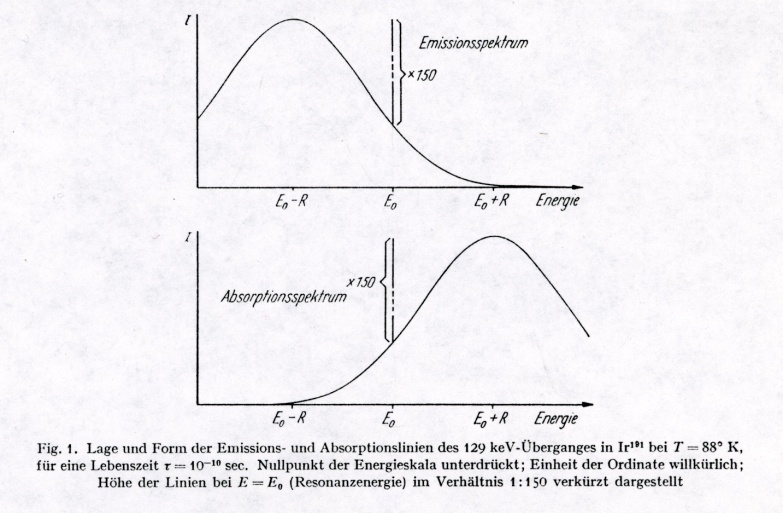 I
Emissionsspektrum
×150
E₀−R E₀ E₀+R Energie
I
×150
Absorptionsspektrum
E₀−R E₀ E₀+R Energie
Fig. 1. Lage und Form der Emissions- und Absorptionslinien des 129 keV-Überganges in Ir¹⁹¹ bei T = 88° K,
für eine Lebenszeit τ = 10⁻¹⁰ sec. Nullpunkt der Energieskala unterdrückt; Einheit der Ordinate willkürlich;
Höhe der Linien bei E = E₀ (Resonanzenergie) im Verhältnis 1:150 verkürzt dargestellt